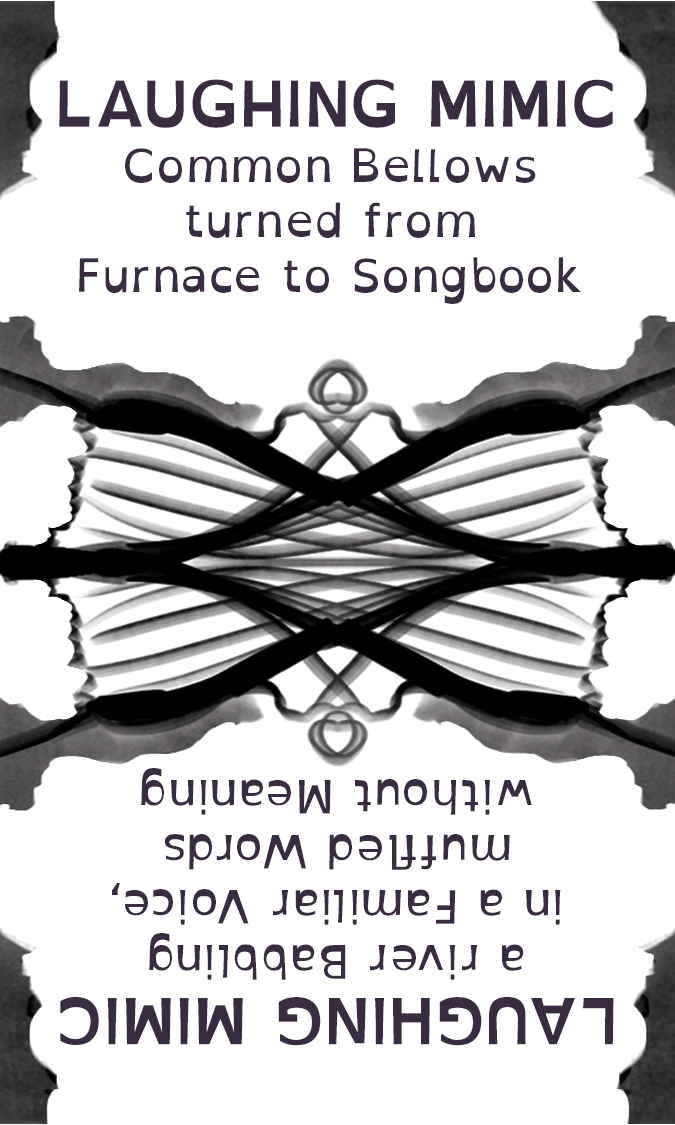 LAUGHING MIMIC
Common Bellows
turned from
Furnace to Songbook
LAUGHING MIMIC
a river Babbling
in a Familiar Voice,
muffled Words
without Meaning